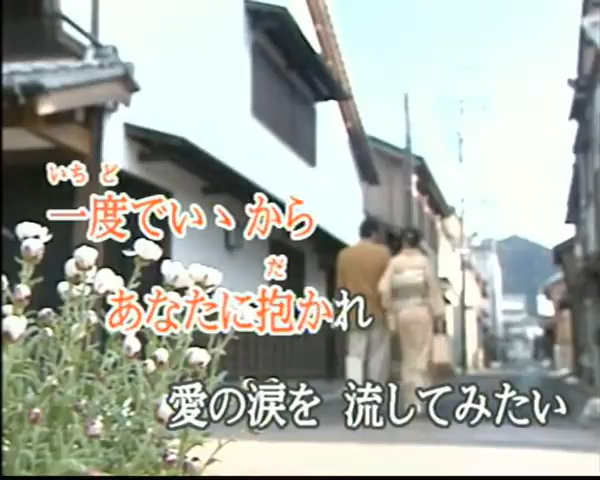 いち ど
一度でいゝから
だ
あなたに抱かれ
愛の涙を 流してみたい